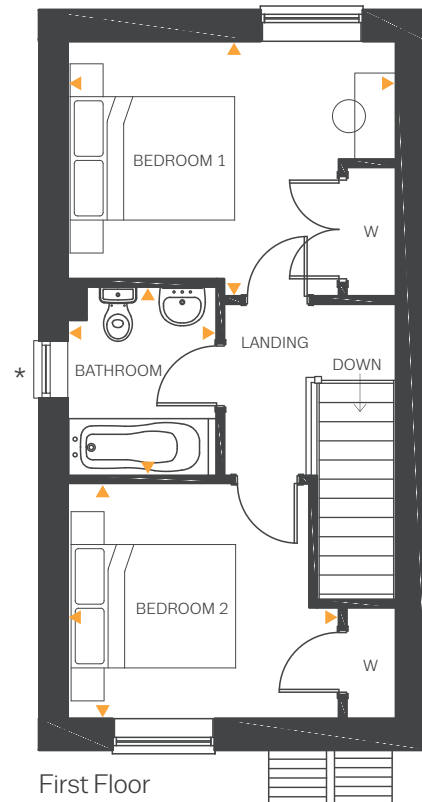 BEDROOM 1
W
LANDING
DOWN
*
BATHROOM
BEDROOM 2
W
First Floor